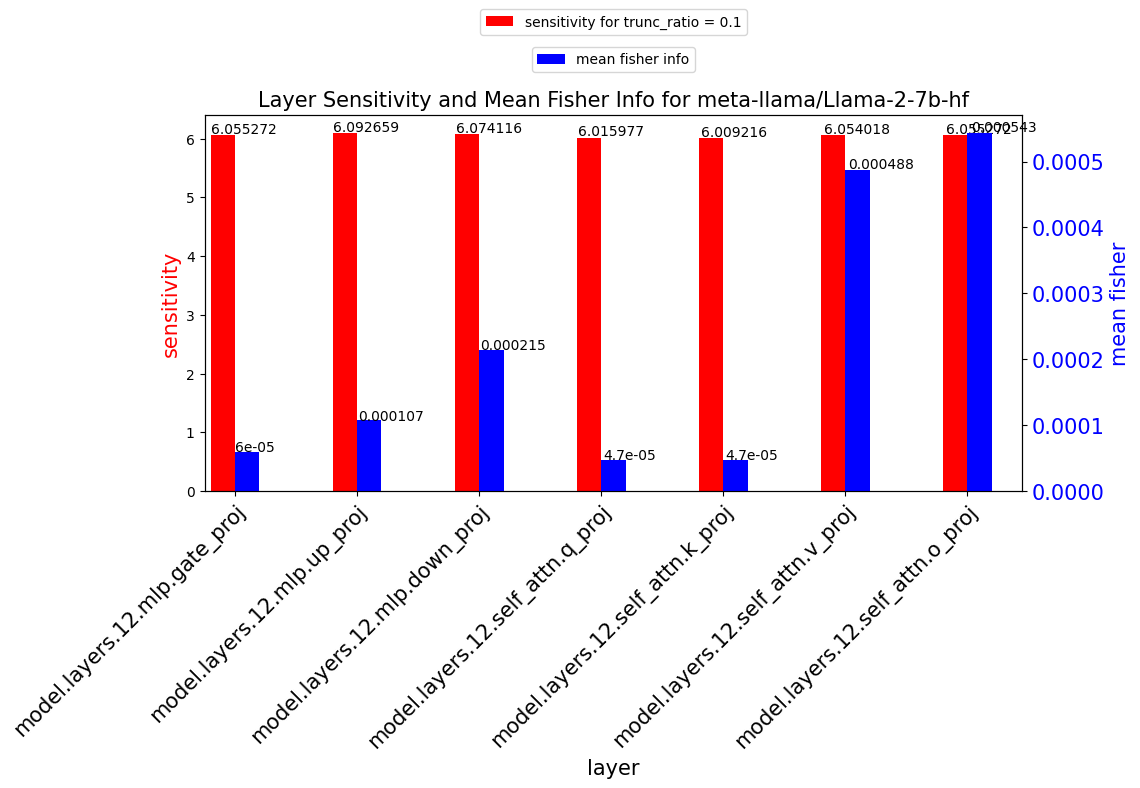 sensitivity for trunc_ratio = 0.1
mean fisher info
Layer Sensitivity and Mean Fisher Info for meta-llama/Llama-2-7b-hf
6.055272
6.092659
6.074116
6.015977
6.009216
6.054018
6.055272
0.000543
0.000488
0.000215
0.000107
6e-05
4.7e-05
4.7e-05
6
5
4
3
2
1
0
sensitivity
0.0005
0.0004
0.0003
0.0002
0.0001
0.0000
mean fisher
model.layers.12.mlp.gate_proj
model.layers.12.mlp.up_proj
model.layers.12.mlp.down_proj
model.layers.12.self_attn.q_proj
model.layers.12.self_attn.k_proj
model.layers.12.self_attn.v_proj
model.layers.12.self_attn.o_proj
layer